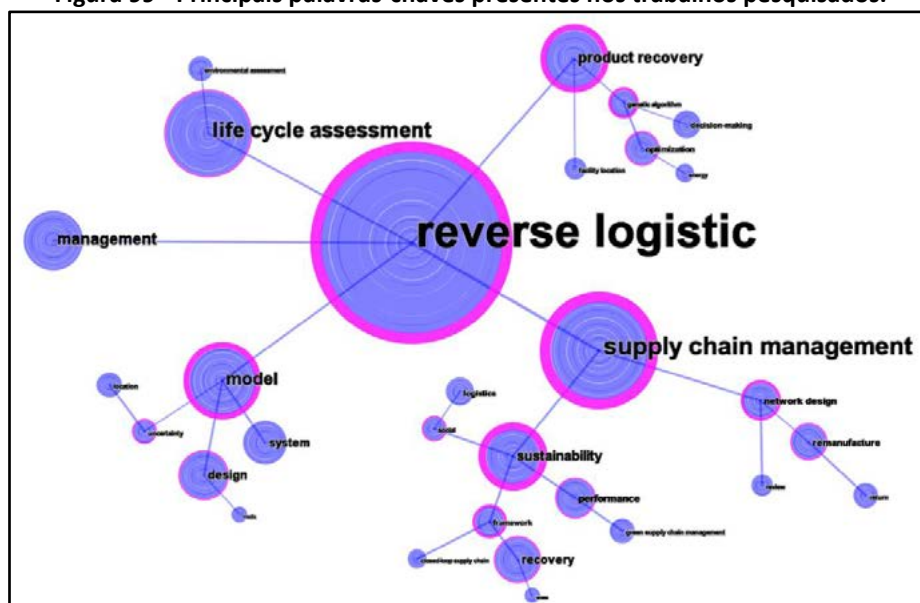 Figura 35 - Principais palavras-chaves presentes nos trabalhos pesquisados.
product recovery
environmental assessment
genetic algorithm
life cycle assessment
decision-making
optimization
facility location
energy
reverse logistic
management
supply chain management
model
location
logistics
network design
uncertainty
social
system
remanufacture
sustainability
design
performance
review
return
framework
green supply chain management
closed-loop supply chain
recovery